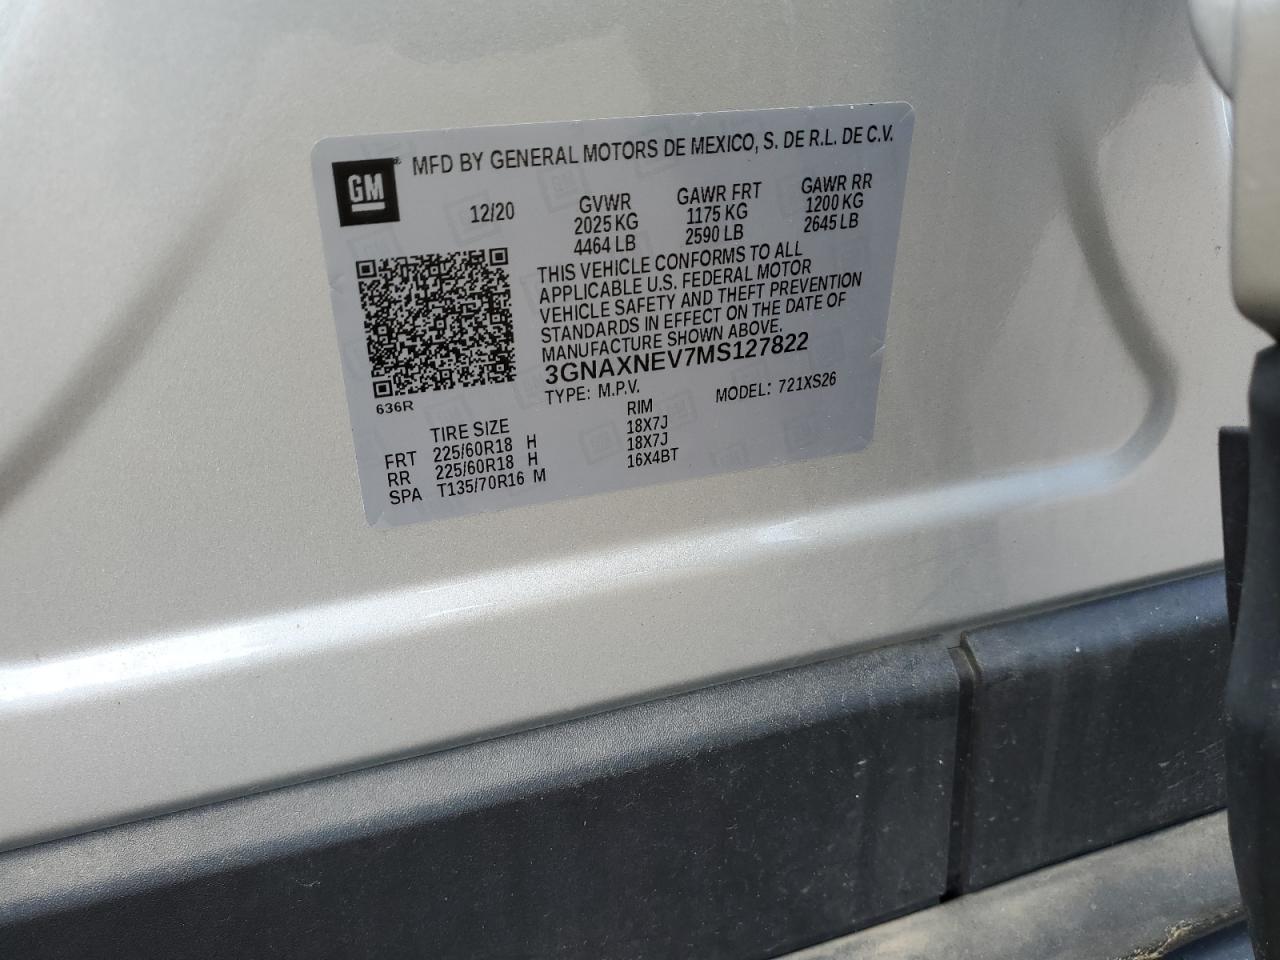 GM® MFD BY GENERAL MOTORS DE MEXICO, S. DE R.L. DE C.V.
12/20 GVWR GAWR FRT GAWR RR
2025 KG 1175 KG 1200 KG
4464 LB 2590 LB 2645 LB
THIS VEHICLE CONFORMS TO ALL
APPLICABLE U.S. FEDERAL MOTOR
VEHICLE SAFETY AND THEFT PREVENTION
STANDARDS IN EFFECT ON THE DATE OF
MANUFACTURE SHOWN ABOVE.
3GNAXNEV7MS127822
TYPE: M.P.V. MODEL: 721XS26
636R
TIRE SIZE RIM
FRT 225/60R18 H 18X7J
RR 225/60R18 H 18X7J
SPA T135/70R16 M 16X4BT